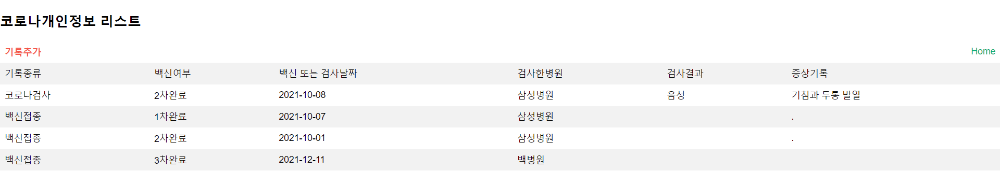 코로나개인정보 리스트
기록추가 Home
기록종류 백신여부 백신 또는 검사날짜 검사한병원 검사결과 증상기록
코로나검사 2차완료 2021-10-08 삼성병원 음성 기침과 두통 발열
백신접종 1차완료 2021-10-07 삼성병원 .
백신접종 2차완료 2021-10-01 삼성병원 .
백신접종 3차완료 2021-12-11 백병원